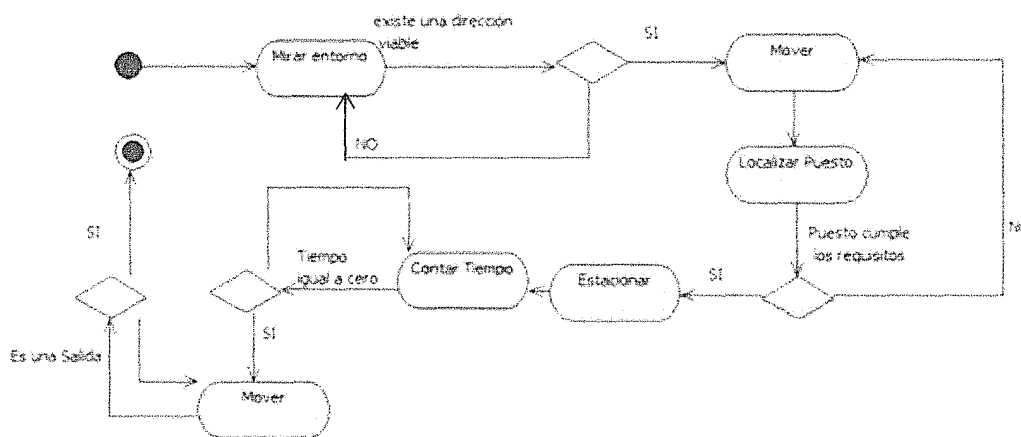 existe una dirección
viable
SI
Mirar entorno
Mover
NO
Localizar Puesto
Puesto cumple
los requisitos
SI
Tiempo
igual a cero
Contar Tiempo
Estacionar
SI
SI
Es una Salida
Mover